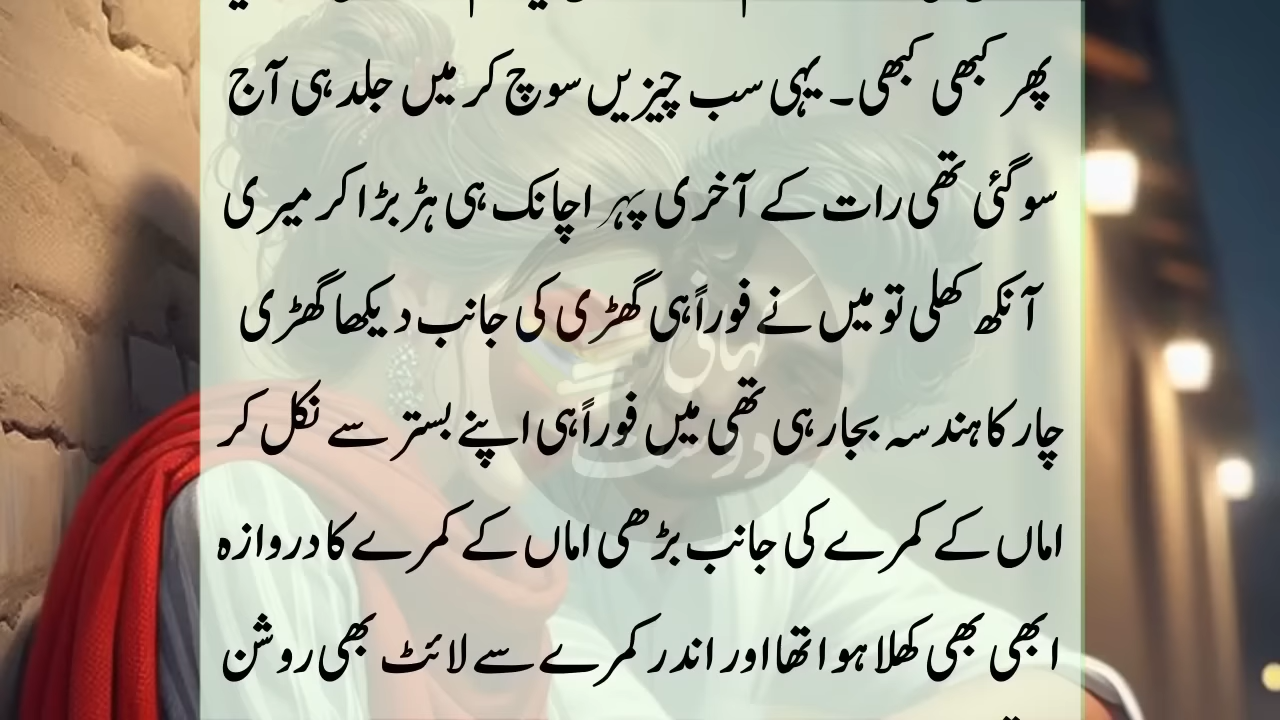 پھر کبھی کبھی۔ یہی سب چیزیں سوچ کر میں جلد ہی آج
سو گئی تھی رات کے آخری پہر اچانک ہی ہڑبڑا کر میری
آنکھ کھلی تو میں نے فوراً ہی گھڑی کی جانب دیکھا گھڑی
چار کا ہندسہ بجا رہی تھی میں فوراً ہی اپنے بستر سے نکل کر
اماں کے کمرے کی جانب بڑھی اماں کے کمرے کا دروازہ
ابھی بھی کھلا ہوا تھا اور اندر کمرے سے لائٹ بھی روشن
کہانی
دوست